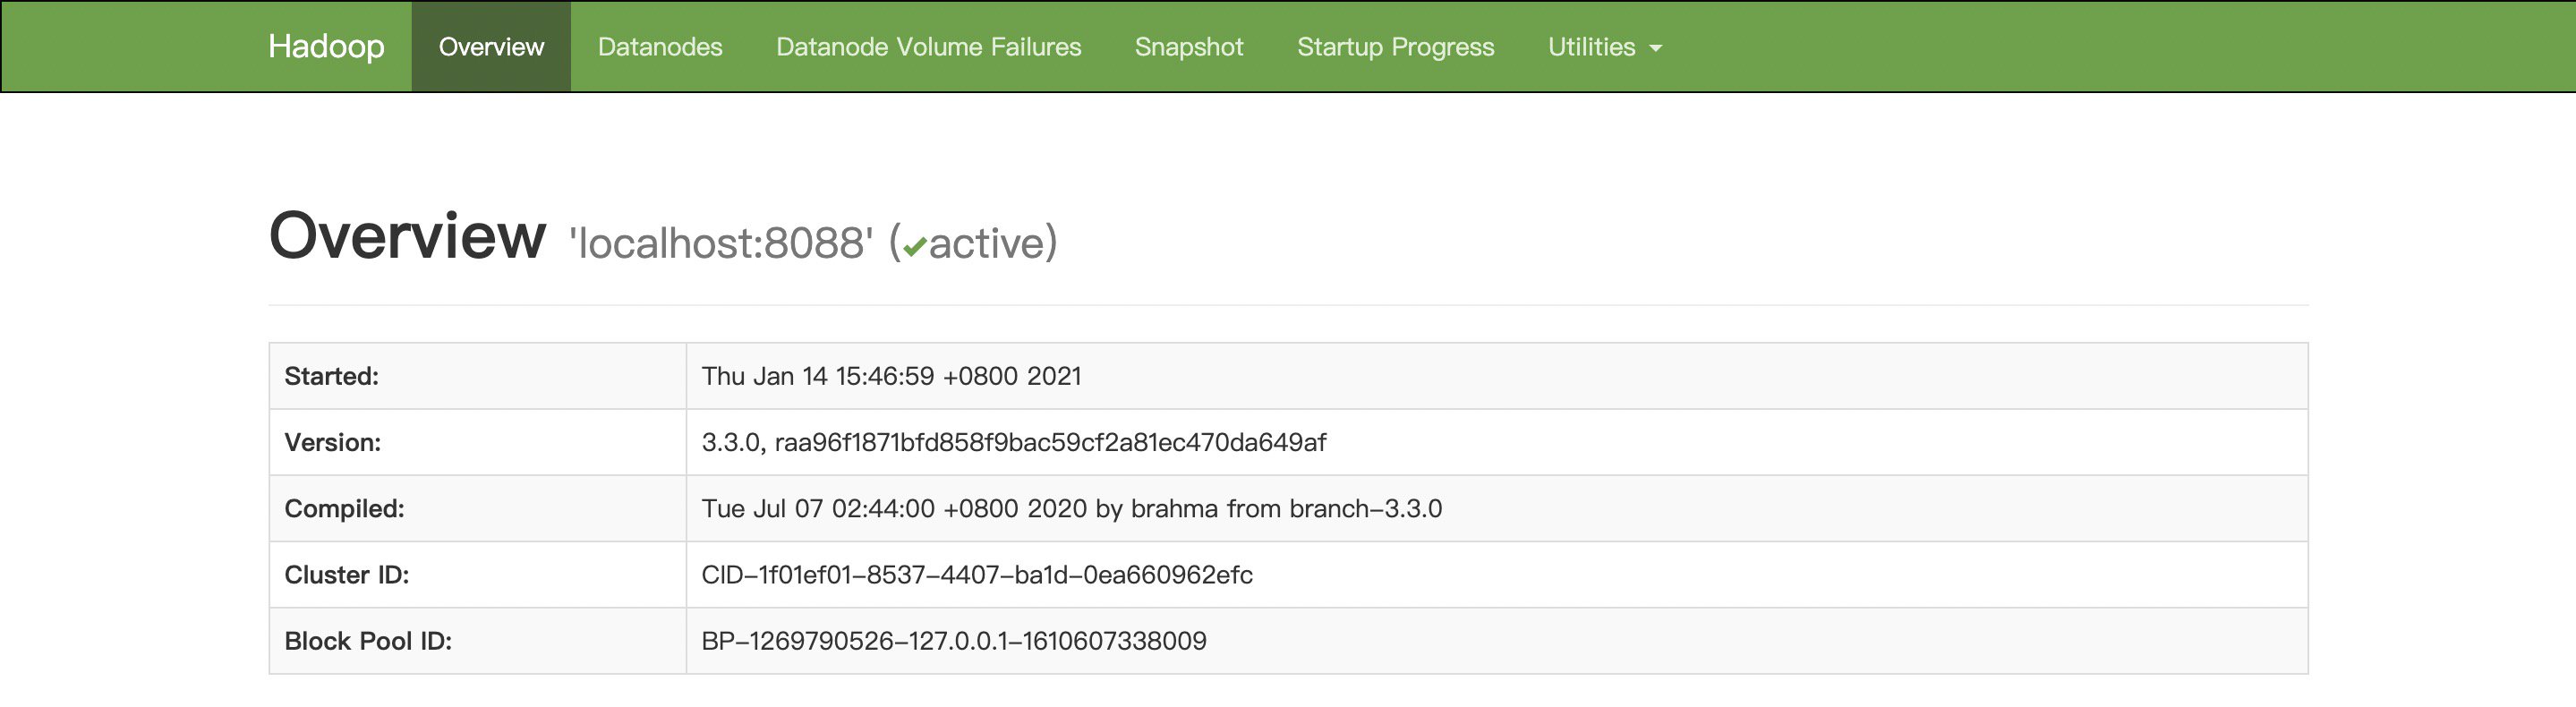 Hadoop Overview Datanodes Datanode Volume Failures Snapshot Startup Progress Utilities
Overview 'localhost:8088' (✔active)
Started: Thu Jan 14 15:46:59 +0800 2021
Version: 3.3.0, raa96f1871bfd858f9bac59cf2a81ec470da649af
Compiled: Tue Jul 07 02:44:00 +0800 2020 by brahma from branch-3.3.0
Cluster ID: CID-1f01ef01-8537-4407-ba1d-0ea660962efc
Block Pool ID: BP-1269790526-127.0.0.1-1610607338009